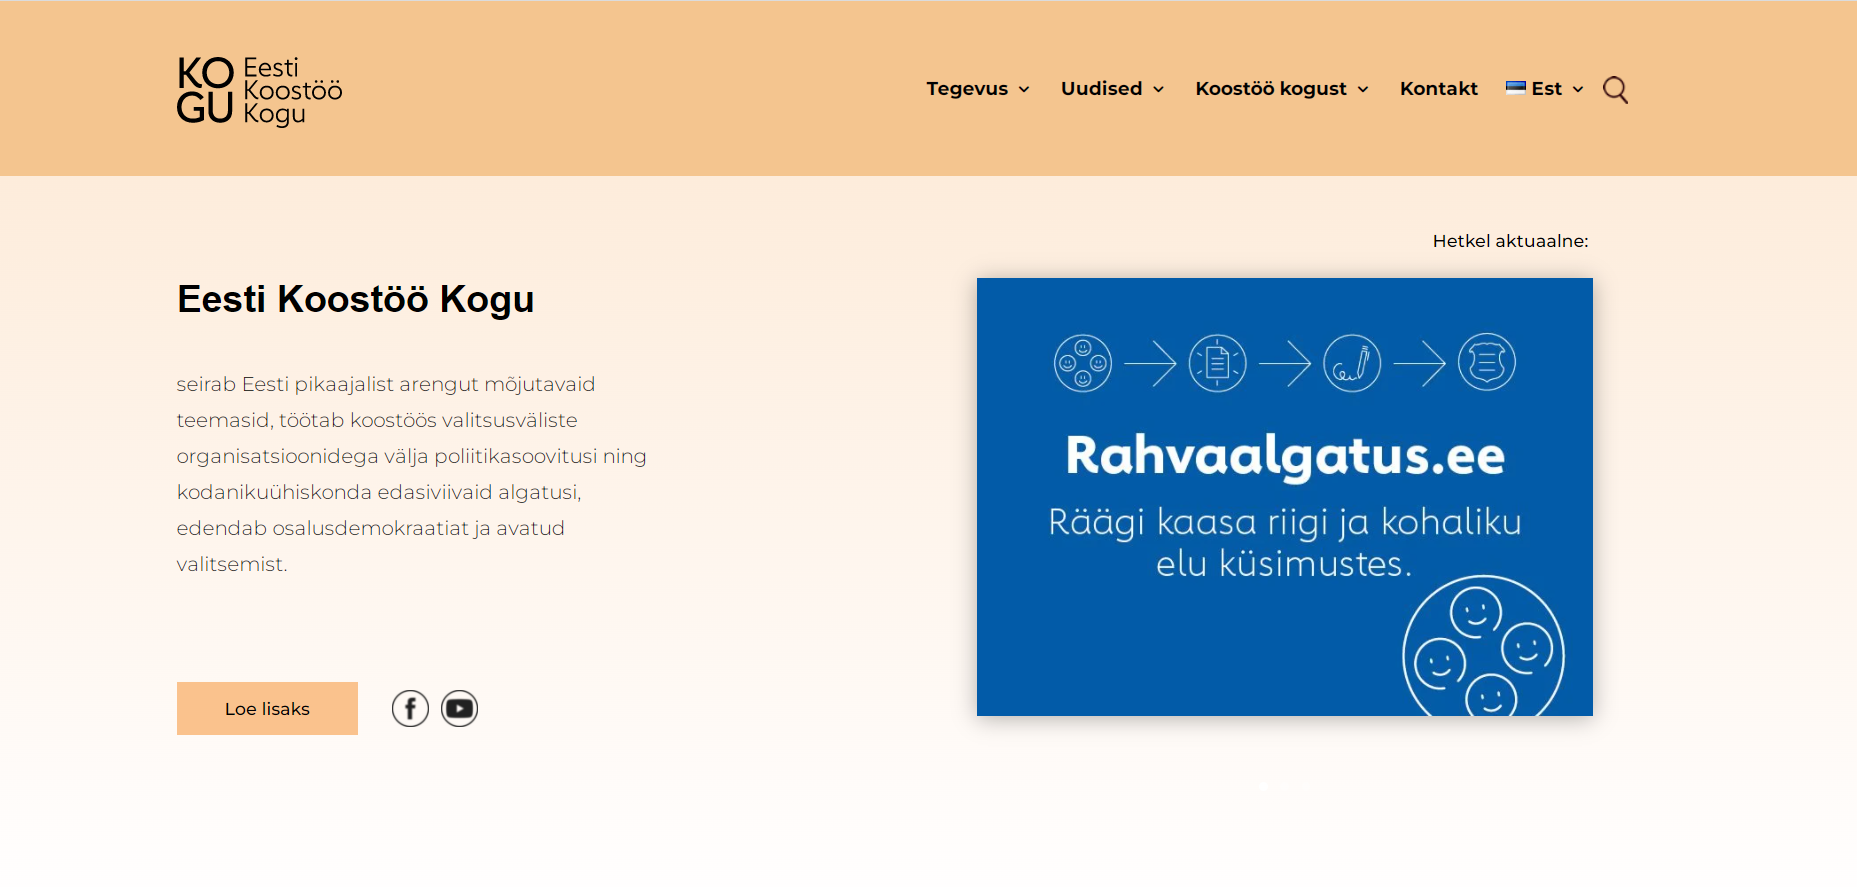 KO
GU
Eesti
Koostöö
Kogu
Tegevus
Uudised
Koostöö kogust
Kontakt
Est
Hetkel aktuaalne:
Eesti Koostöö Kogu
seirab Eesti pikaajalist arengut mõjutavaid
teemasid, töötab koostöös valitsusväliste
organisatsioonidega välja poliitikasoovitusi ning
kodanikuühiskonda edasiviivaid algatusi,
edendab osalusdemokraatiat ja avatud
valitsemist.
Loe lisaks
Rahvaalgatus.ee
Räägi kaasa riigi ja kohaliku
elu küsimustes.